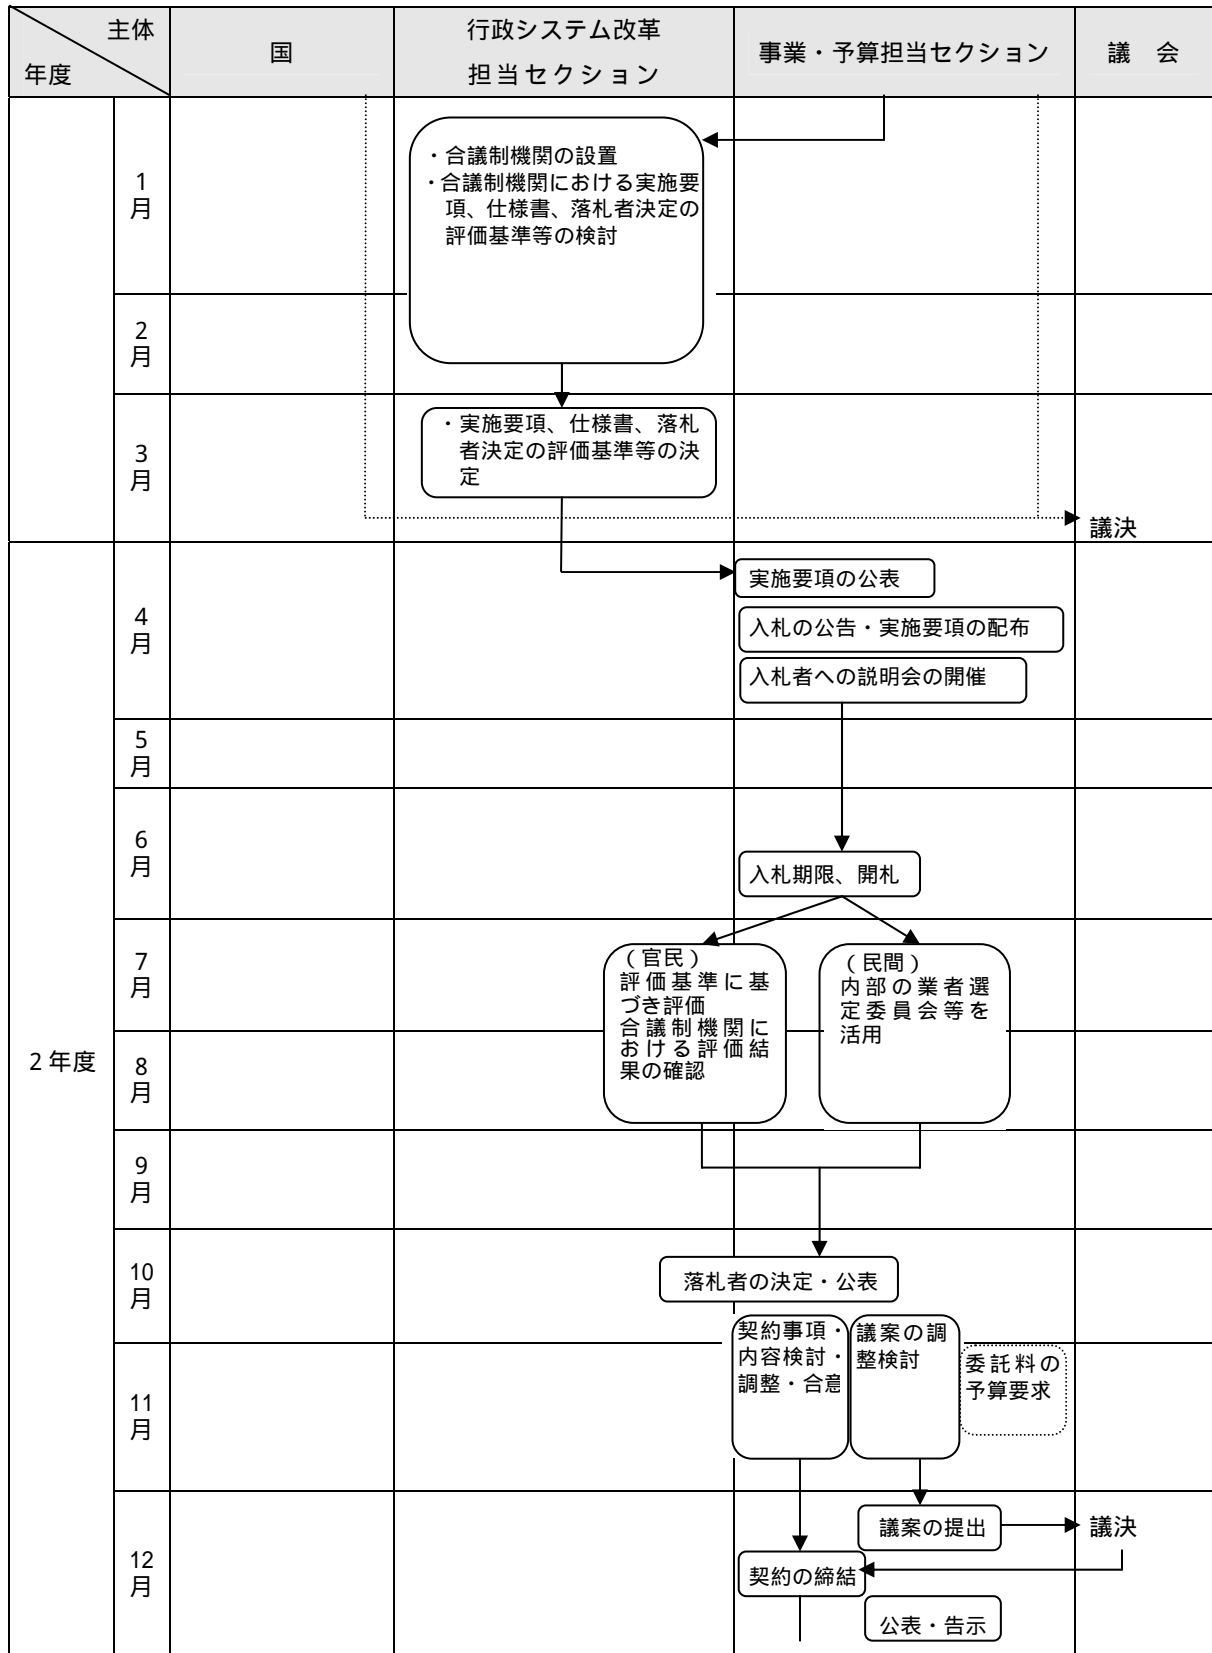 主体
年度
国
行政システム改革
担当セクション
事業・予算担当セクション
議　会
1
月
・合議制機関の設置
・合議制機関における実施要
項、仕様書、落札者決定の
評価基準等の検討
2
月
3
月
・実施要項、仕様書、落札
者決定の評価基準等の決
定
議決
2年度
4
月
実施要項の公表
入札の公告・実施要項の配布
入札者への説明会の開催
5
月
6
月
入札期限、開札
7
月
（官民）
評価基準に基
づき評価
合議制機関に
おける評価結
果の確認
（民間）
内部の業者選
定委員会等を
活用
8
月
9
月
10
月
落札者の決定・公表
契約事項・
内容検討・
調整・合意
議案の調
整検討
委託料の
予算要求
11
月
12
月
議案の提出
議決
契約の締結
公表・告示